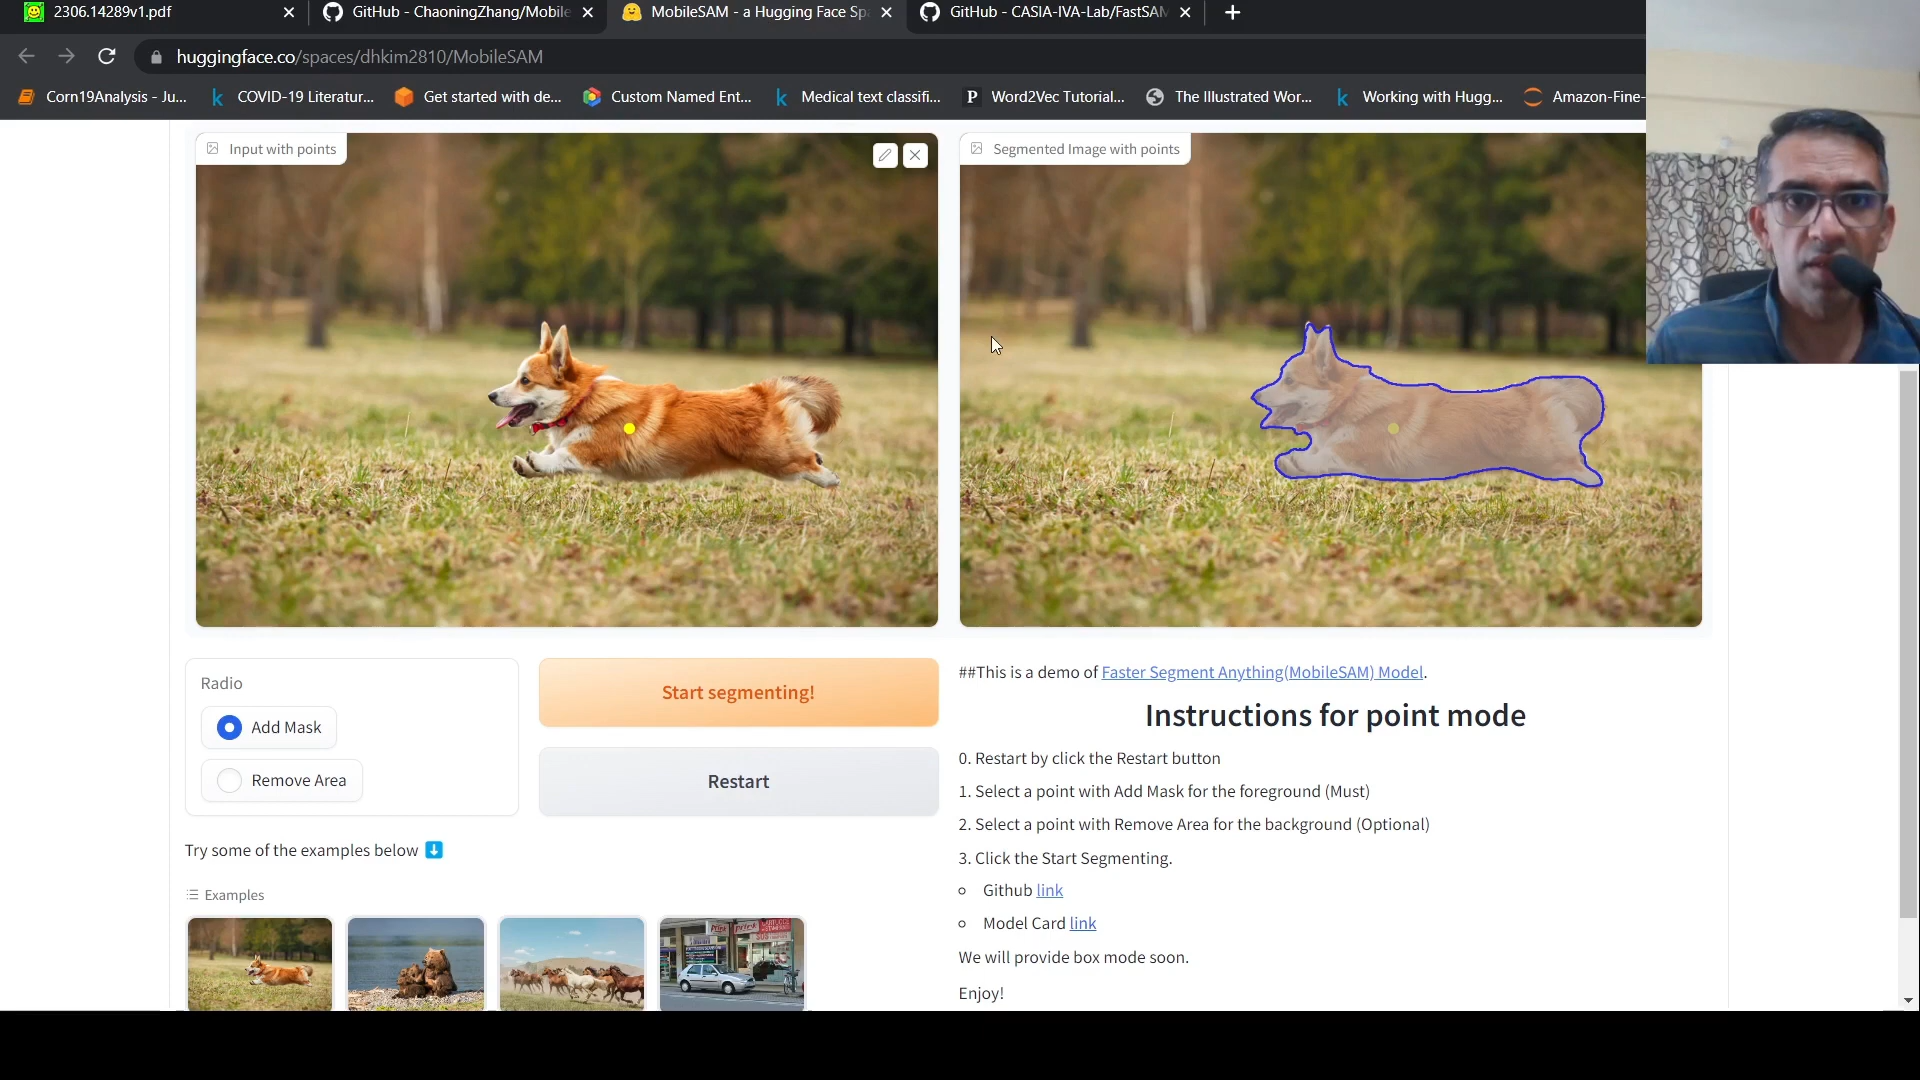 2306.14289v1.pdf
GitHub - ChaoningZhang/Mobile
MobileSAM - a Hugging Face Spa
GitHub - CASIA-IVA-Lab/FastSAM
huggingface.co/spaces/dhkim2810/MobileSAM
Corn19Analysis - Ju...
COVID-19 Literatur...
Get started with de...
Custom Named Ent...
Medical text classifi...
Word2Vec Tutorial...
The Illustrated Wor...
Working with Hugg...
Amazon-Fine-
Input with points
Segmented Image with points
Radio
Add Mask
Remove Area
Start segmenting!
Restart
Try some of the examples below
Examples
##This is a demo of Faster Segment Anything(MobileSAM) Model.
Instructions for point mode
0. Restart by click the Restart button
1. Select a point with Add Mask for the foreground (Must)
2. Select a point with Remove Area for the background (Optional)
3. Click the Start Segmenting.
Github link
Model Card link
We will provide box mode soon.
Enjoy!